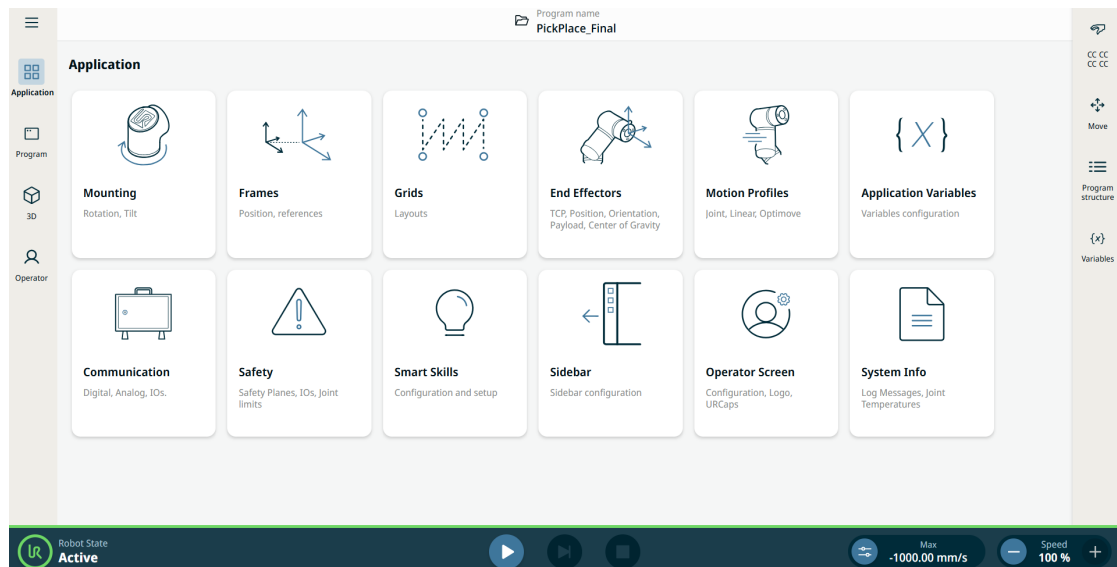 Program name
PickPlace_Final
Application
Application
Program
3D
Operator
Mounting
Rotation, Tilt
Frames
Position, references
Grids
Layouts
End Effectors
TCP, Position, Orientation,
Payload, Center of Gravity
Motion Profiles
Joint, Linear, Optimove
{X}
Application Variables
Variables configuration
Communication
Digital, Analog, IOs.
Safety
Safety Planes, IOs, Joint
limits
Smart Skills
Configuration and setup
Sidebar
Sidebar configuration
Operator Screen
Configuration, Logo,
URCaps
System Info
Log Messages, Joint
Temperatures
CC CC
CC CC
Move
Program
structure
{x}
Variables
UR
Robot State
Active
Max
-1000.00 mm/s
Speed
100 %